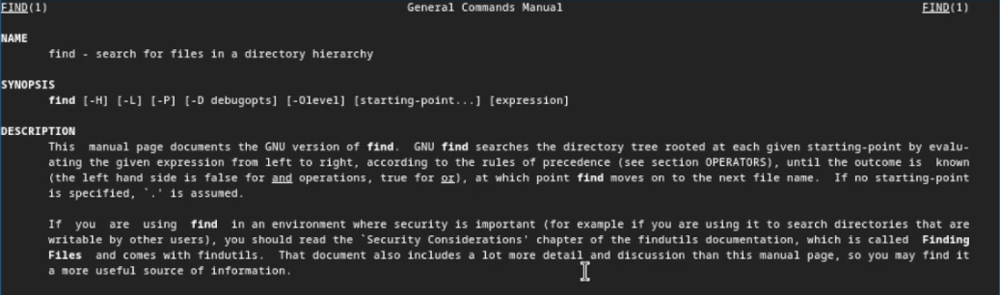 FIND(1) General Commands Manual FIND(1)
NAME
find - search for files in a directory hierarchy
SYNOPSIS
find [-H] [-L] [-P] [-D debugopts] [-Olevel] [starting-point...] [expression]
DESCRIPTION
This manual page documents the GNU version of find. GNU find searches the directory tree rooted at each given starting-point by evalu-
ating the given expression from left to right, according to the rules of precedence (see section OPERATORS), until the outcome is known
(the left hand side is false for and operations, true for or), at which point find moves on to the next file name. If no starting-point
is specified, `.' is assumed.
If you are using find in an environment where security is important (for example if you are using it to search directories that are
writable by other users), you should read the `Security Considerations' chapter of the findutils documentation, which is called Finding
Files and comes with findutils. That document also includes a lot more detail and discussion than this manual page, so you may find it
a more useful source of information.